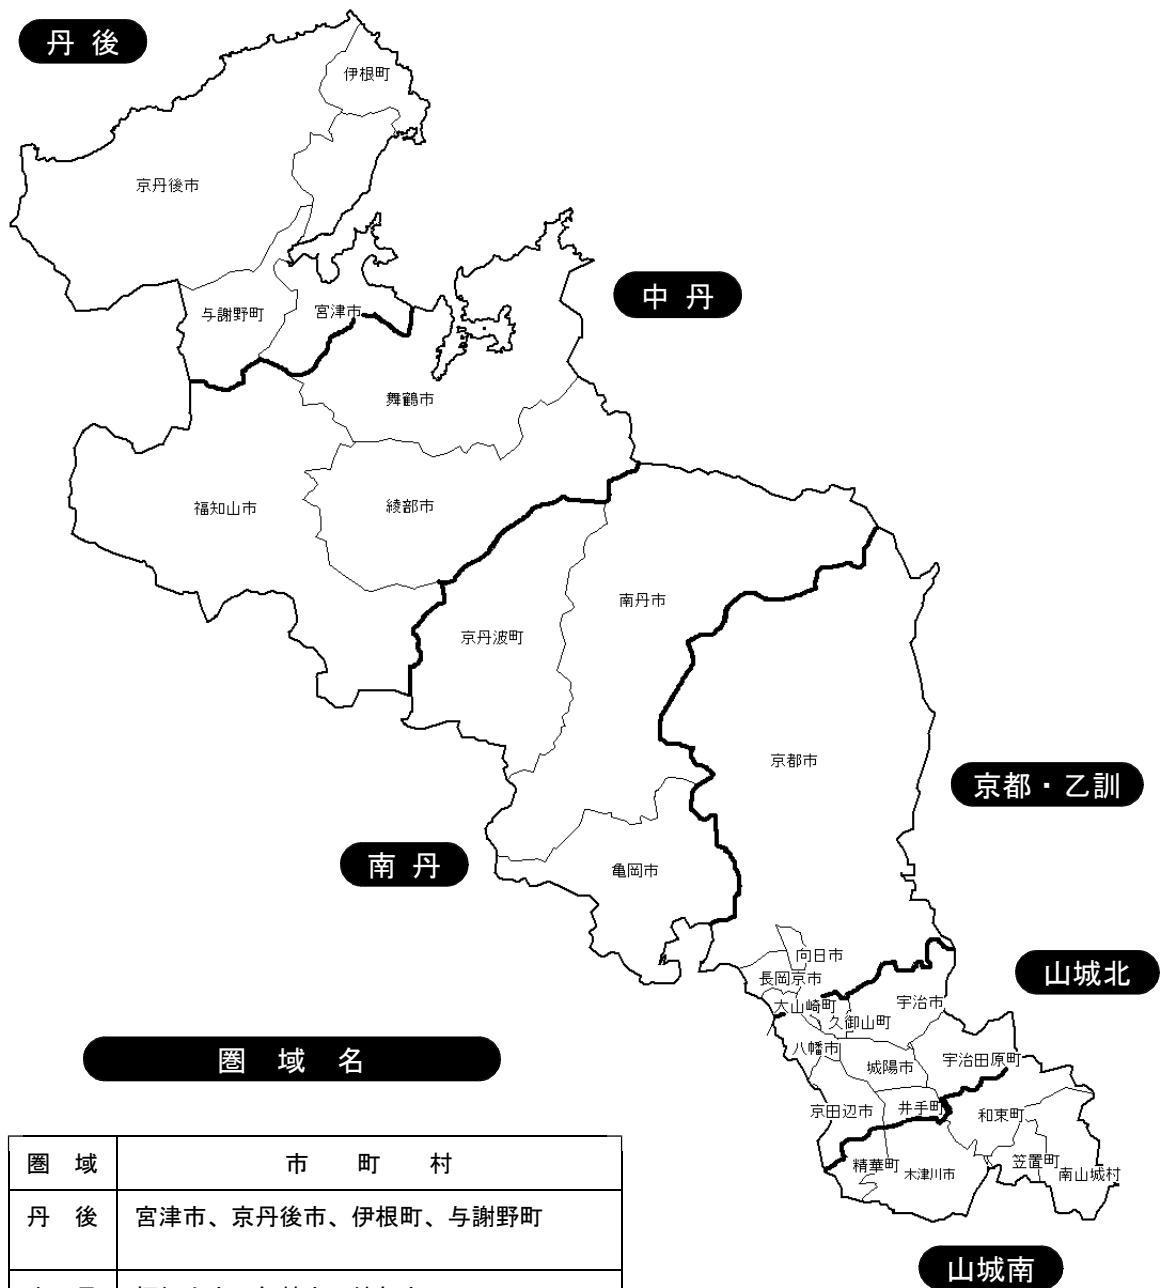 丹 後
伊根町
京丹後市
中 丹
与謝野町
宮津市
舞鶴市
福知山市
綾部市
南丹市
京丹波町
京都市
京都・乙訓
南 丹
亀岡市
向日市
山城北
長岡京市
大山崎町
宇治市
久御山町
八幡市
圏 域 名
宇治田原町
城陽市
京田辺市
井手町
和束町
精華町
木津川市
笠置町
南山城村
山城南
圏 域 市 町 村
丹 後 宮津市、京丹後市、伊根町、与謝野町